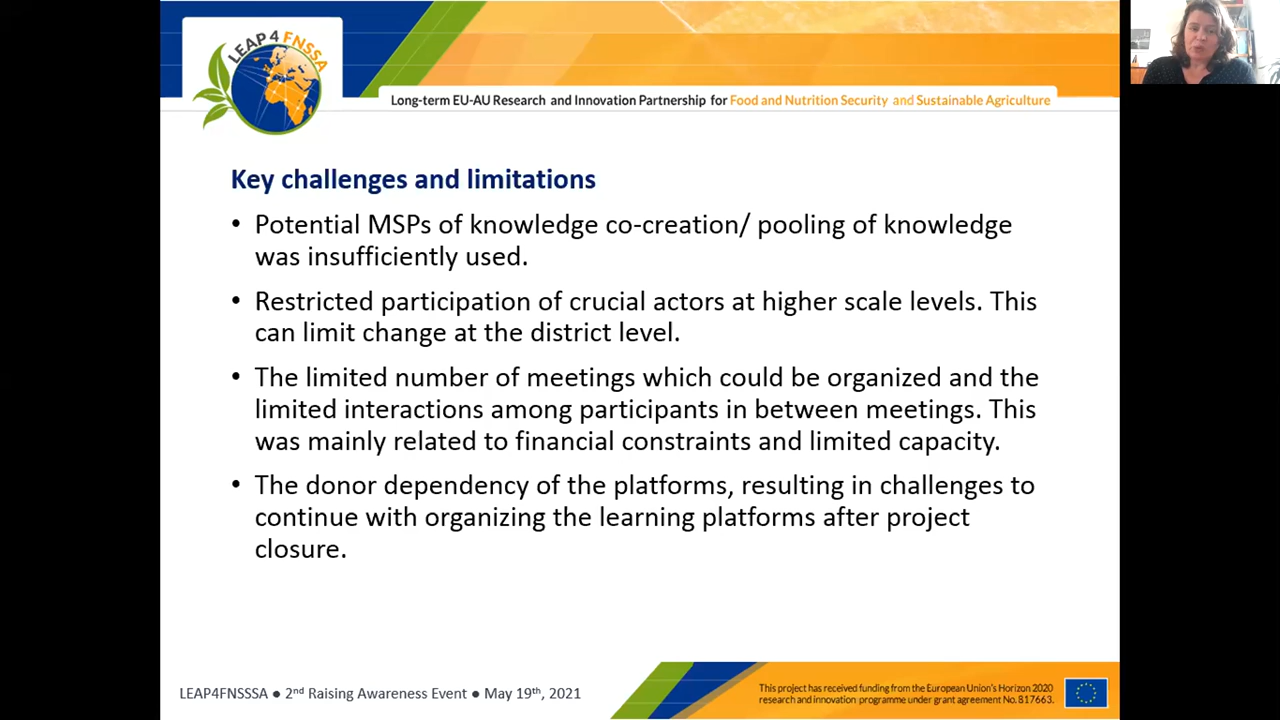 LEAP 4 FNSSA
Long-term EU-AU Research and Innovation Partnership for Food and Nutrition Security and Sustainable Agriculture
Key challenges and limitations
• Potential MSPs of knowledge co-creation/ pooling of knowledge
was insufficiently used.
• Restricted participation of crucial actors at higher scale levels. This
can limit change at the district level.
• The limited number of meetings which could be organized and the
limited interactions among participants in between meetings. This
was mainly related to financial constraints and limited capacity.
• The donor dependency of the platforms, resulting in challenges to
continue with organizing the learning platforms after project
closure.
LEAP4FNSSSA ● 2nd Raising Awareness Event ● May 19th, 2021
This project has received funding from the European Union's Horizon 2020
research and innovation programme under grant agreement No.817663.